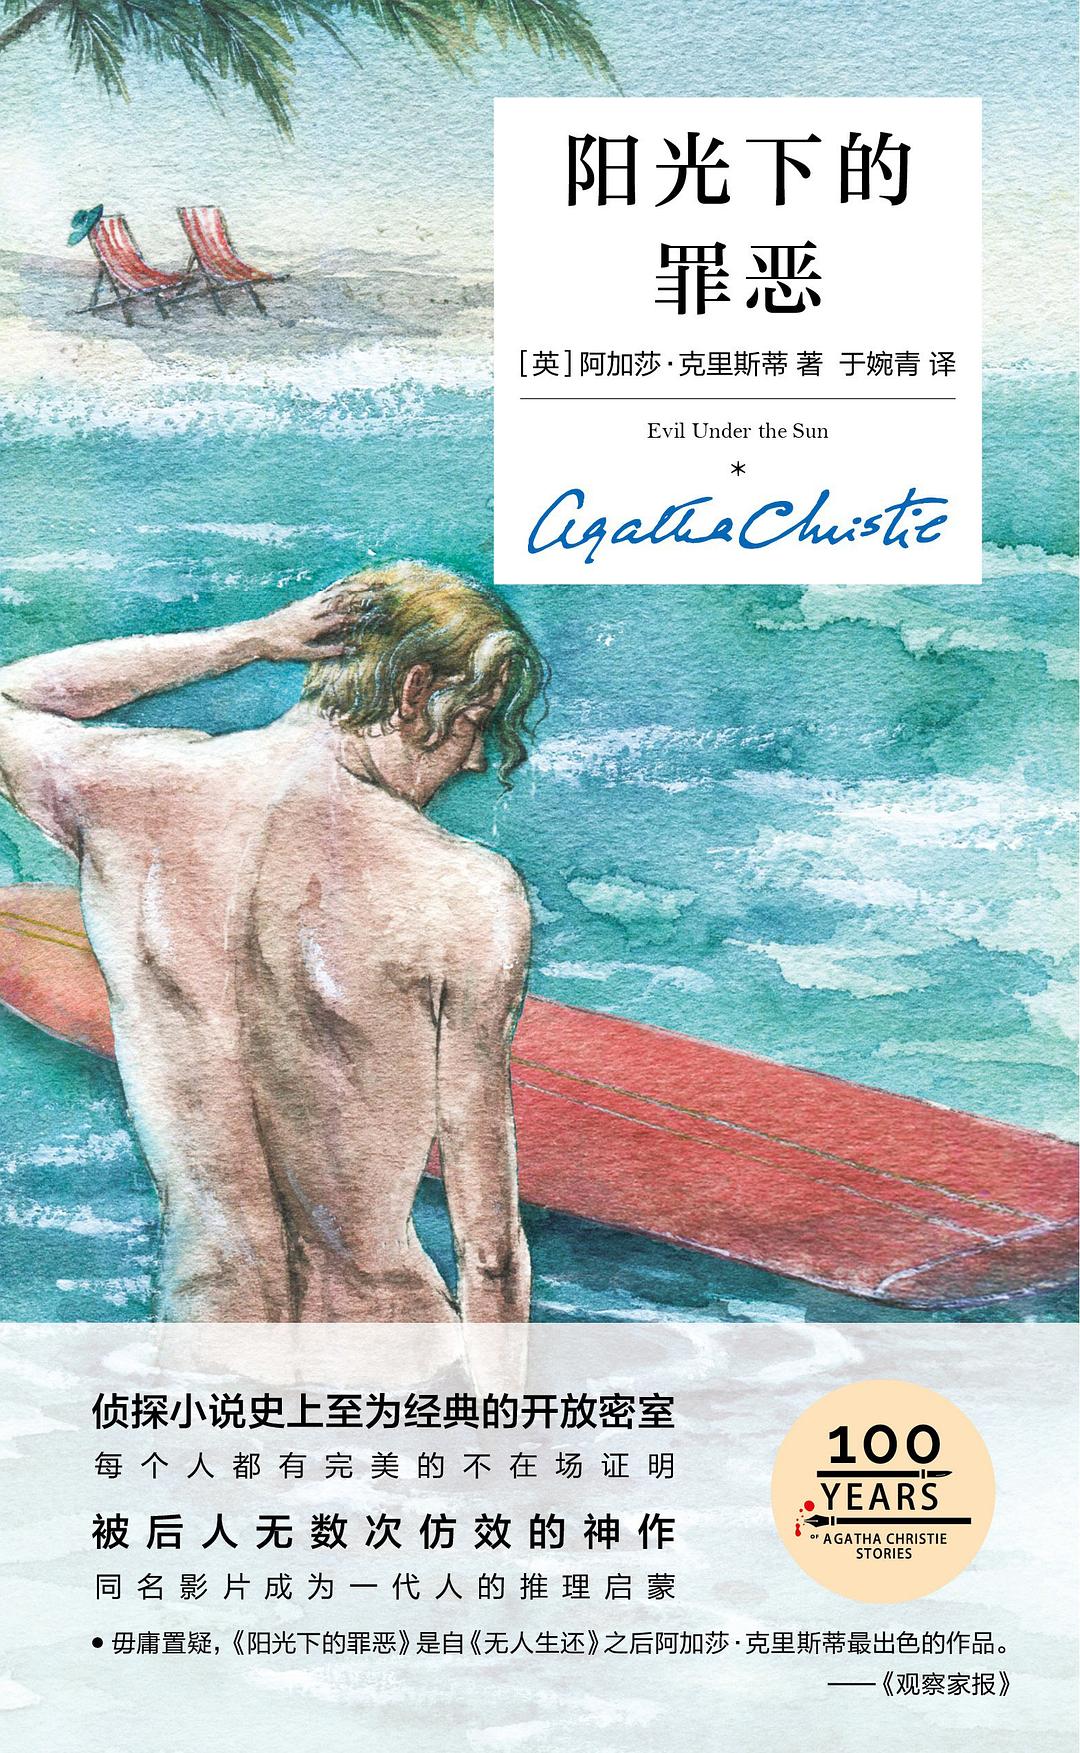 阳光下的
罪恶
[英]阿加莎·克里斯蒂 著 于婉青 译
Evil Under the Sun
*
Agatha Christie
侦探小说史上至为经典的开放密室
每个人都有完美的不在场证明
被后人无数次仿效的神作
同名影片成为一代人的推理启蒙
● 毋庸置疑，《阳光下的罪恶》是自《无人生还》之后阿加莎·克里斯蒂最出色的作品。
——《观察家报》
100
YEARS
OF AGATHA CHRISTIE
STORIES